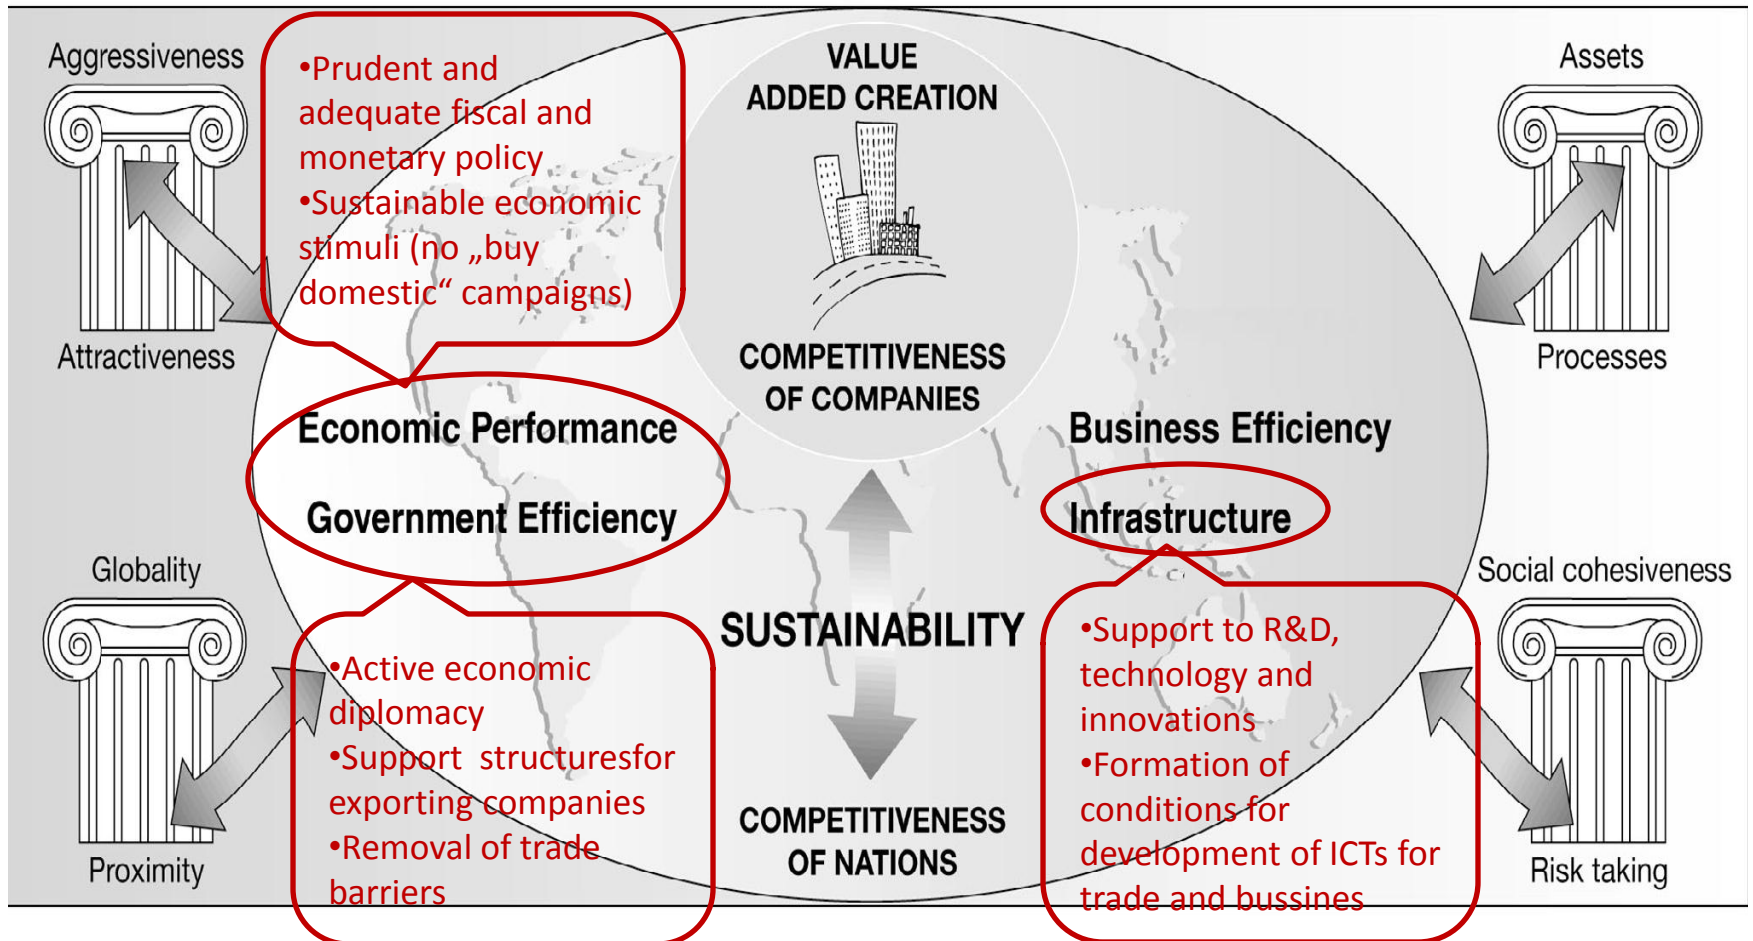 Aggressiveness
Attractiveness
•Prudent and
adequate fiscal and
monetary policy
•Sustainable economic
stimuli (no „buy
domestic“ campaigns)
VALUE
ADDED CREATION
COMPETITIVENESS
OF COMPANIES
Assets
Processes
Economic Performance
Government Efficiency
Business Efficiency
Infrastructure
Globality
Proximity
•Active economic
diplomacy
•Support  structuresfor
exporting companies
•Removal of trade
barriers
SUSTAINABILITY
COMPETITIVENESS
OF NATIONS
•Support to R&D,
technology and
innovations
•Formation of
conditions for
development of ICTs for
trade and bussines
Social cohesiveness
Risk taking